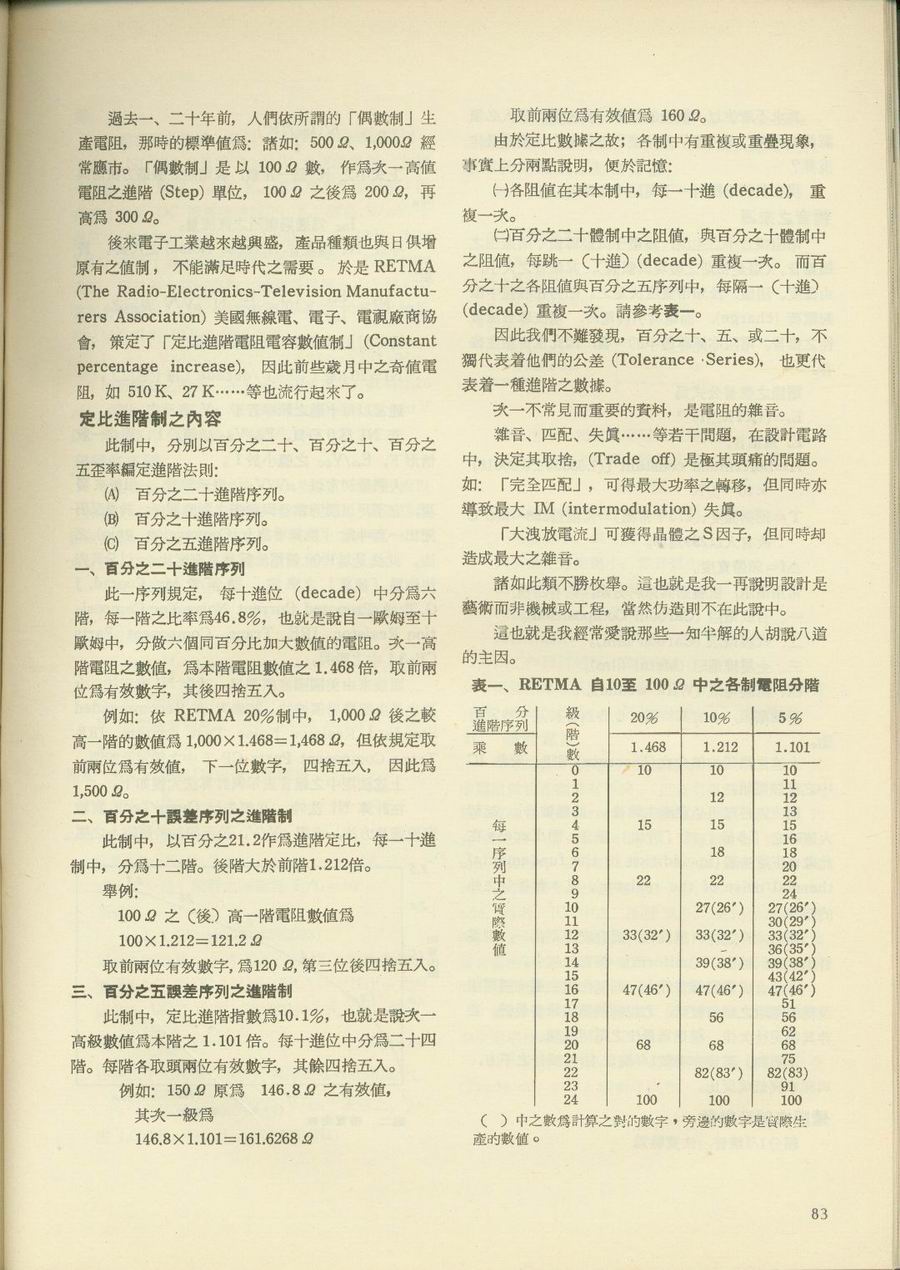 過去一、二十年前，人們依所謂的「偶數制」生
產電阻，那時的標準值爲：諸如：500Ω、1,000Ω 經
常應市。「偶數制」是以 100Ω 數，作爲次一高值
電阻之進階 (Step) 單位，100Ω 之後爲 200Ω，再
高爲 300Ω。
後來電子工業越來越興盛，產品種類也與日俱增
原有之值制，不能滿足時代之需要。於是 RETMA
(The Radio-Electronics-Television Manufactu-
rers Association) 美國無線電、電子、電視廠商協
會，策定了「定比進階電阻電容數值制」(Constant
percentage increase)，因此前些歲月中之奇值電
阻，如 510K、27K……等也流行起來了。
定比進階制之內容
此制中，分別以百分之二十、百分之十、百分之
五歪率編定進階法則：
(A) 百分之二十進階序列。
(B) 百分之十進階序列。
(C) 百分之五進階序列。
一、百分之二十進階序列
此一序列規定，每十進位 (decade) 中分爲六
階，每一階之比率爲46.8%，也就是說自一歐姆至十
歐姆中，分做六個同百分比加大數值的電阻。次一高
階電阻之數值，爲本階電阻數值之 1.468 倍，取前兩
位爲有效數字，其後四捨五入。
例如：依 RETMA 20%制中，1,000Ω 後之較
高一階的數值爲 1,000×1.468=1,468Ω，但依規定取
前兩位爲有效值，下一位數字，四捨五入，因此爲
1,500Ω。
二、百分之十誤差序列之進階制
此制中，以百分之21.2作爲進階定比，每一十進
制中，分爲十二階。後階大於前階1.212倍。
舉例：
100Ω 之（後）高一階電阻數值爲
100×1.212=121.2Ω
取前兩位有效數字，爲120Ω，第三位後四捨五入。
三、百分之五誤差序列之進階制
此制中，定比進階指數爲10.1%，也就是說次一
高級數值爲本階之 1.101 倍。每十進位中分爲二十四
階。每階各取頭兩位有效數字，其餘四捨五入。
例如：150Ω 原爲 146.8Ω 之有效值，
其次一級爲
146.8×1.101=161.6268Ω
取前兩位爲有效值爲 160Ω。
由於定比數據之故；各制中有重複或重疊現象，
事實上分兩點說明，便於記憶：
㈠各阻值在其本制中，每一十進 (decade)，重
複一次。
㈡百分之二十體制中之阻值，與百分之十體制中
之阻值，每跳一（十進）(decade) 重複一次。而百
分之十之各阻值與百分之五序列中，每隔一（十進）
(decade) 重複一次。請參考表一。
因此我們不難發現，百分之十、五、或二十，不
獨代表着他們的公差 (Tolerance ·Series)，也更代
表着一種進階之數據。
次一不常見而重要的資料，是電阻的雜音。
雜音、匹配、失眞……等若干問題，在設計電路
中，決定其取捨，(Trade off) 是極其頭痛的問題。
如：「完全匹配」，可得最大功率之轉移，但同時亦
導致最大 IM (intermodulation) 失眞。
「大洩放電流」可獲得晶體之S因子，但同時却
造成最大之雜音。
諸如此類不勝枚舉。這也就是我一再說明設計是
藝術而非機械或工程，當然仿造則不在此說中。
這也就是我經常愛說那些一知半解的人胡說八道
的主因。
表一、RETMA 自10至 100Ω 中之各制電阻分階
百分進階序列 級（階）數 20% 10% 5%
乘數 1.468 1.212 1.101
每一序列中之實際數值
0 10 10 10
1 11
2 12 12
3 13
4 15 15 15
5 16
6 18 18
7 20
8 22 22 22
9 24
10 27(26′) 27(26′)
11 30(29′)
12 33(32′) 33(32′) 33(32′)
13 36(35′)
14 39(38′) 39(38′)
15 43(42′)
16 47(46′) 47(46′) 47(46′)
17 51
18 56 56
19 62
20 68 68 68
21 75
22 82(83′) 82(83)
23 91
24 100 100 100
（ ）中之數爲計算之對的數字，旁邊的數字是實際生
產的數値。
83